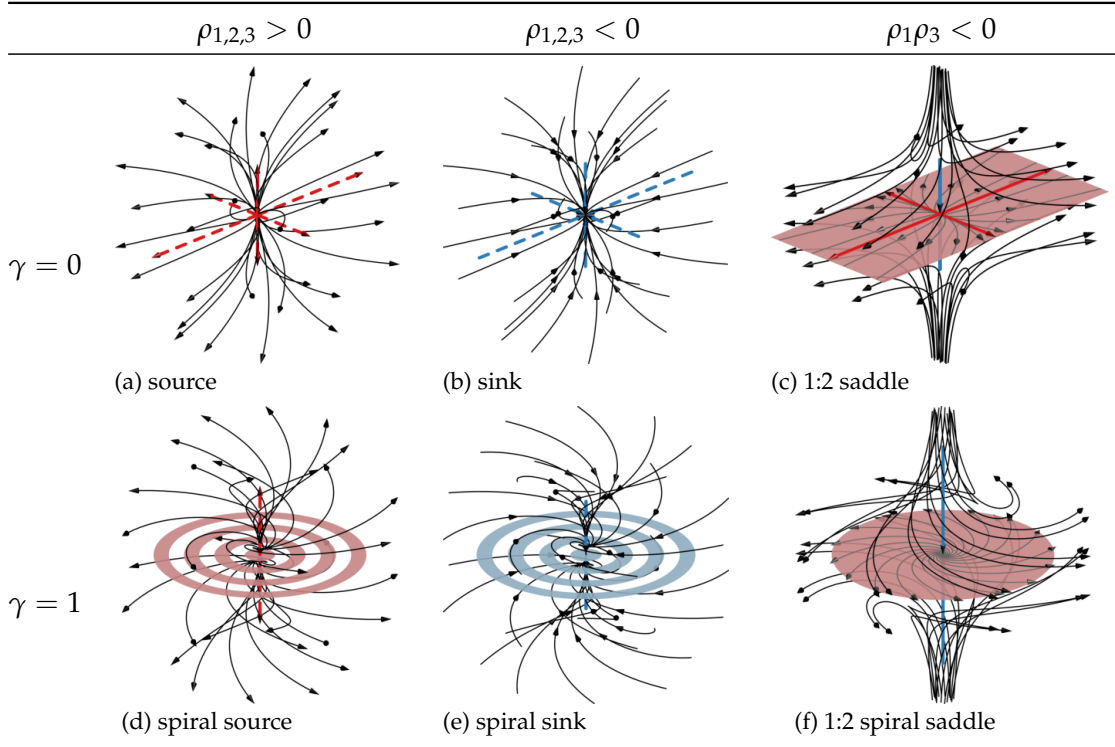 ρ1,2,3 > 0 ρ1,2,3 < 0 ρ1ρ3 < 0
γ = 0
(a) source (b) sink (c) 1:2 saddle
γ = 1
(d) spiral source (e) spiral sink (f) 1:2 spiral saddle